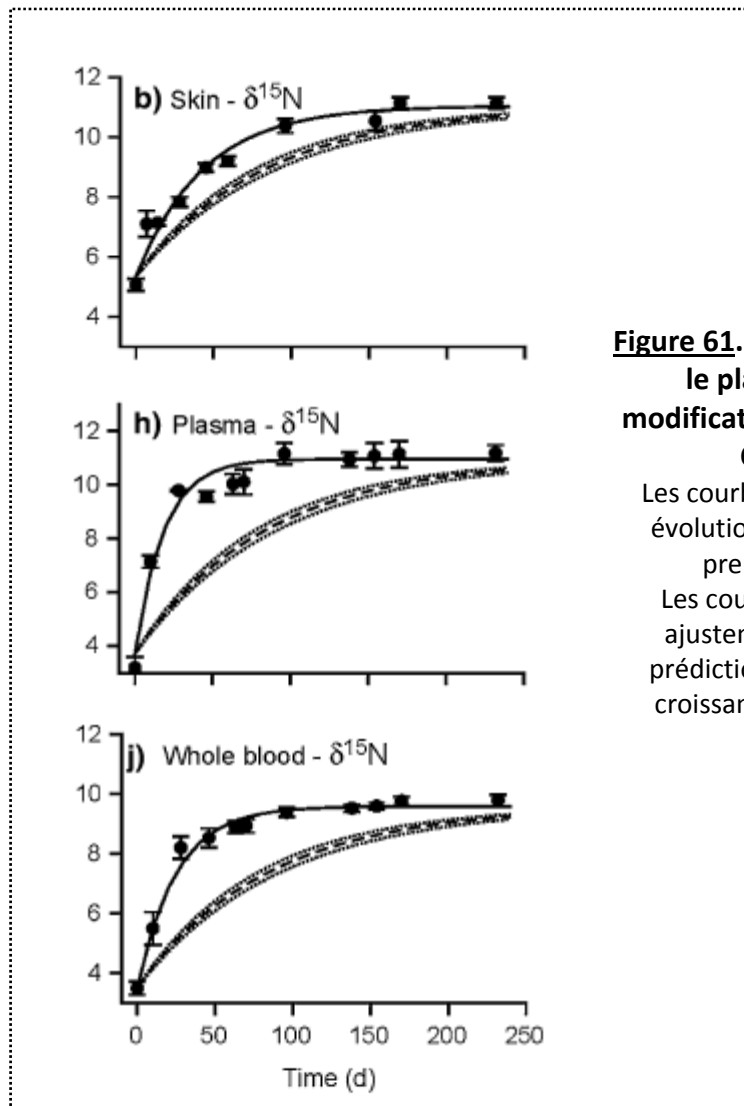 12
b) Skin - δ¹⁵N
10
8
6
4
12
h) Plasma - δ¹⁵N
10
8
6
4
12
j) Whole blood - δ¹⁵N
10
8
6
4
0 50 100 150 200 250
Time (d)
Figure 61.
le pla
modificat
Les courl
évolutio
pre
Les cou
ajuster
prédictio
croissan